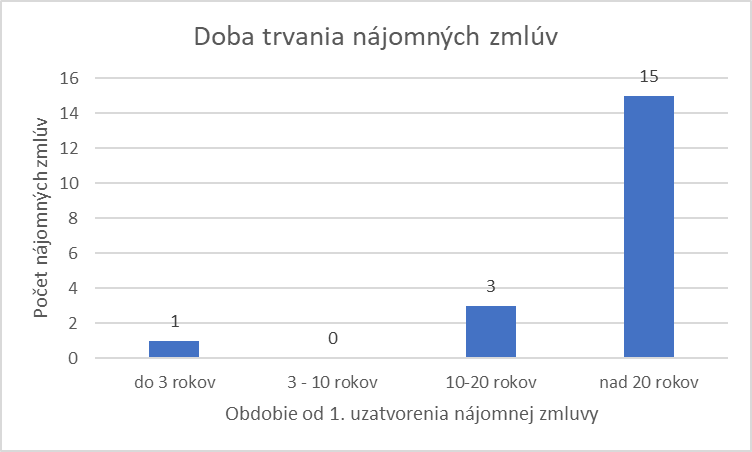 Doba trvania nájomných zmlúv
Počet nájomných zmlúv
16
14
12
10
8
6
4
2
0
1
0
3
15
do 3 rokov
3 - 10 rokov
10-20 rokov
nad 20 rokov
Obdobie od 1. uzatvorenia nájomnej zmluvy